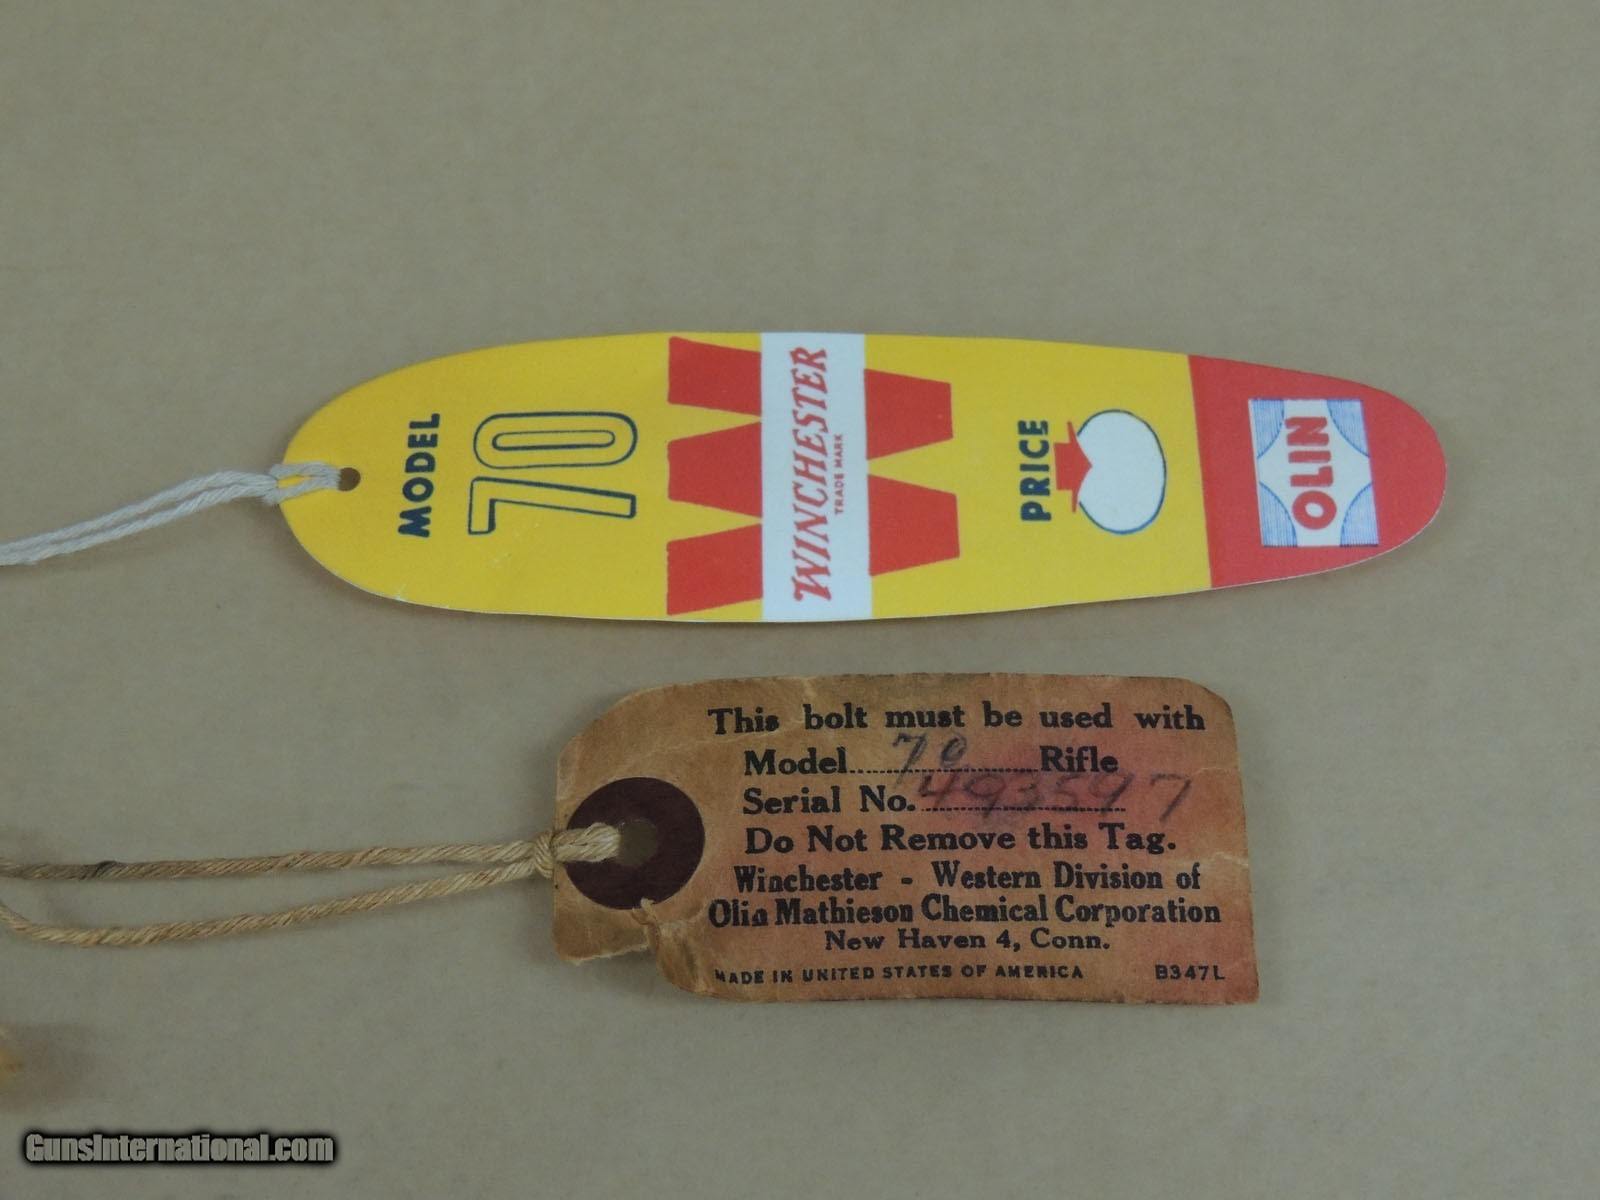 MODEL
70
WINCHESTER
TRADE MARK
PRICE
OLIN
This bolt must be used with
Model 70 Rifle
Serial No. 493597
Do Not Remove this Tag.
Winchester - Western Division of
Olin Mathieson Chemical Corporation
New Haven 4, Conn.
MADE IN UNITED STATES OF AMERICA B347L
GunsInternational.com